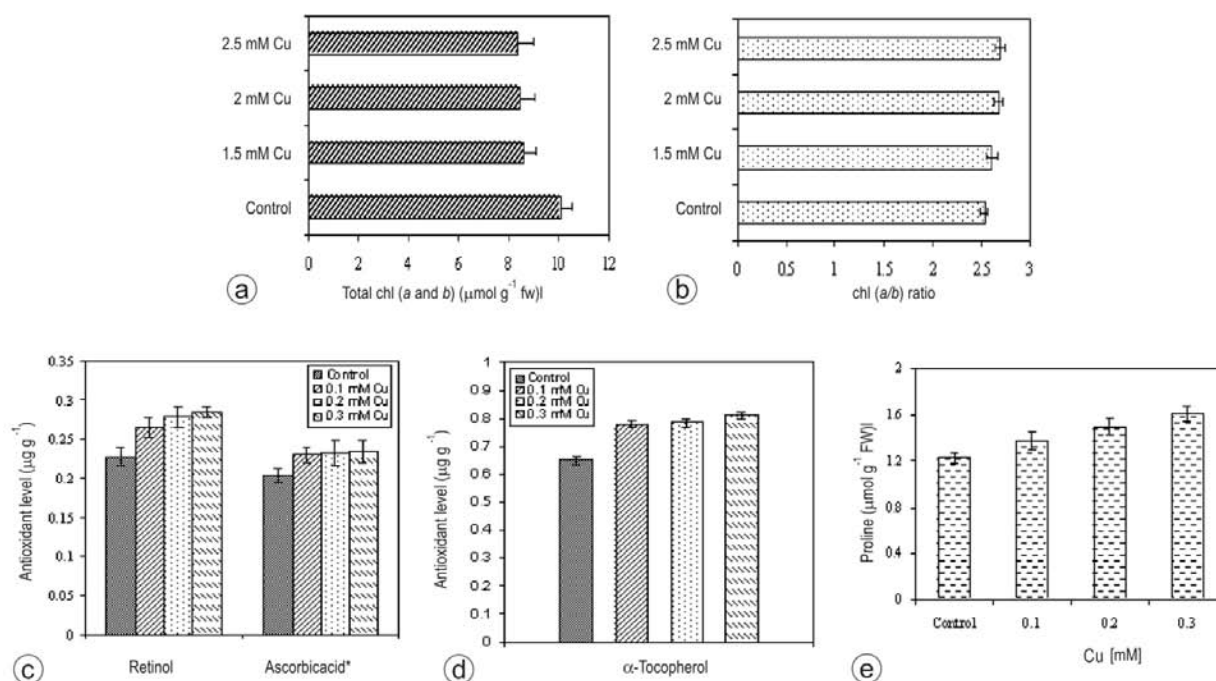 2.5 mM Cu
2 mM Cu
1.5 mM Cu
Control
0 2 4 6 8 10 12
Total chl (a and b) (μmol g⁻¹ fw)l
a
2.5 mM Cu
2 mM Cu
1.5 mM Cu
Control
0 0.5 1 1.5 2 2.5 3
chl (a/b) ratio
b
0.35
0.3
0.25
0.2
0.15
0.1
0.05
0
Antioxidant level (μg g⁻¹)
Control
0.1 mM Cu
0.2 mM Cu
0.3 mM Cu
Retinol Ascorbicacid*
c
1
0.9
0.8
0.7
0.6
0.5
0.4
0.3
0.2
0.1
0
Antioxidant level (μg g⁻¹)
Control
0.1 mM Cu
0.2 mM Cu
0.3 mM Cu
α-Tocopherol
d
2
1.6
1.2
0.8
0.4
0
Proline (μmol g⁻¹ FW)l
Control 0.1 0.2 0.3
Cu [mM]
e